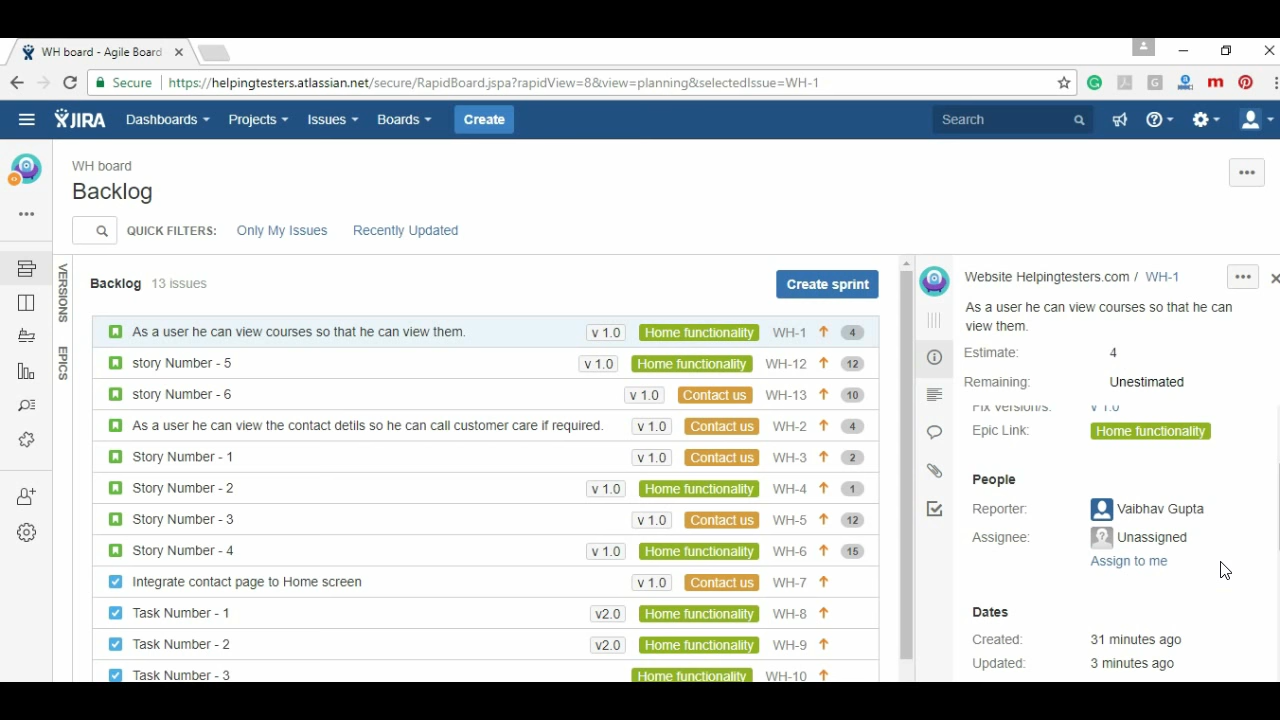 WH board - Agile Board
Secure https://helpingtesters.atlassian.net/secure/RapidBoard.jspa?rapidView=8&view=planning&selectedIssue=WH-1
JIRA Dashboards Projects Issues Boards Create Search
WH board
Backlog
QUICK FILTERS: Only My Issues Recently Updated
VERSIONS
EPICS
Backlog 13 issues Create sprint
As a user he can view courses so that he can view them. v 1.0 Home functionality WH-1 4
story Number - 5 v 1.0 Home functionality WH-12 12
story Number - 6 v 1.0 Contact us WH-13 10
As a user he can view the contact detils so he can call customer care if required. v 1.0 Contact us WH-2 4
Story Number - 1 v 1.0 Contact us WH-3 2
Story Number - 2 v 1.0 Home functionality WH-4 1
Story Number - 3 v 1.0 Contact us WH-5 12
Story Number - 4 v 1.0 Home functionality WH-6 15
Integrate contact page to Home screen v 1.0 Contact us WH-7
Task Number - 1 v2.0 Home functionality WH-8
Task Number - 2 v2.0 Home functionality WH-9
Task Number - 3 Home functionality WH-10
Website Helpingtesters.com / WH-1
As a user he can view courses so that he can
view them.
Estimate: 4
Remaining: Unestimated
Fix Version/s: v 1.0
Epic Link: Home functionality
People
Reporter: Vaibhav Gupta
Assignee: Unassigned
Assign to me
Dates
Created: 31 minutes ago
Updated: 3 minutes ago